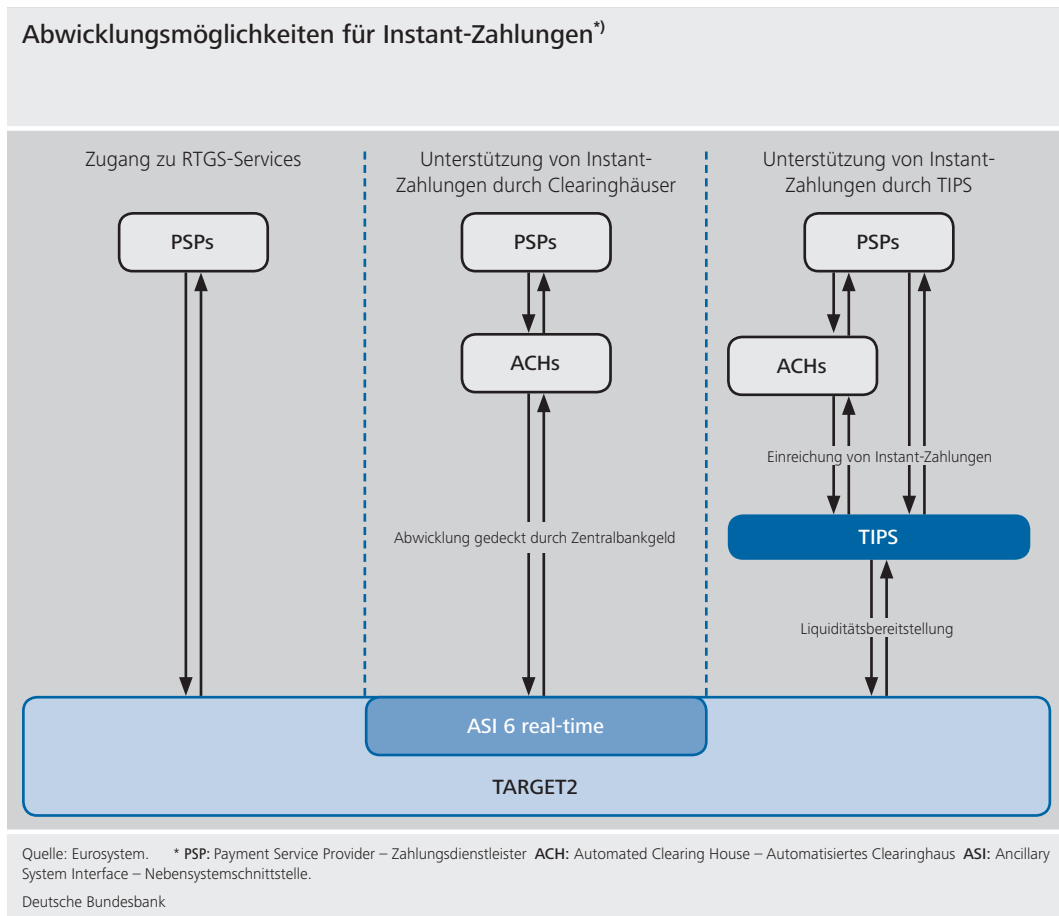 Abwicklungsmöglichkeiten für Instant-Zahlungen*)
Zugang zu RTGS-Services
PSPs
Unterstützung von Instant-
Zahlungen durch Clearinghäuser
PSPs
ACHs
Abwicklung gedeckt durch Zentralbankgeld
Unterstützung von Instant-
Zahlungen durch TIPS
PSPs
ACHs
Einreichung von Instant-Zahlungen
TIPS
Liquiditätsbereitstellung
ASI 6 real-time
TARGET2
Quelle: Eurosystem. * PSP: Payment Service Provider – Zahlungsdienstleister ACH: Automated Clearing House – Automatisiertes Clearinghaus ASI: Ancillary
System Interface – Nebensystemschnittstelle.
Deutsche Bundesbank